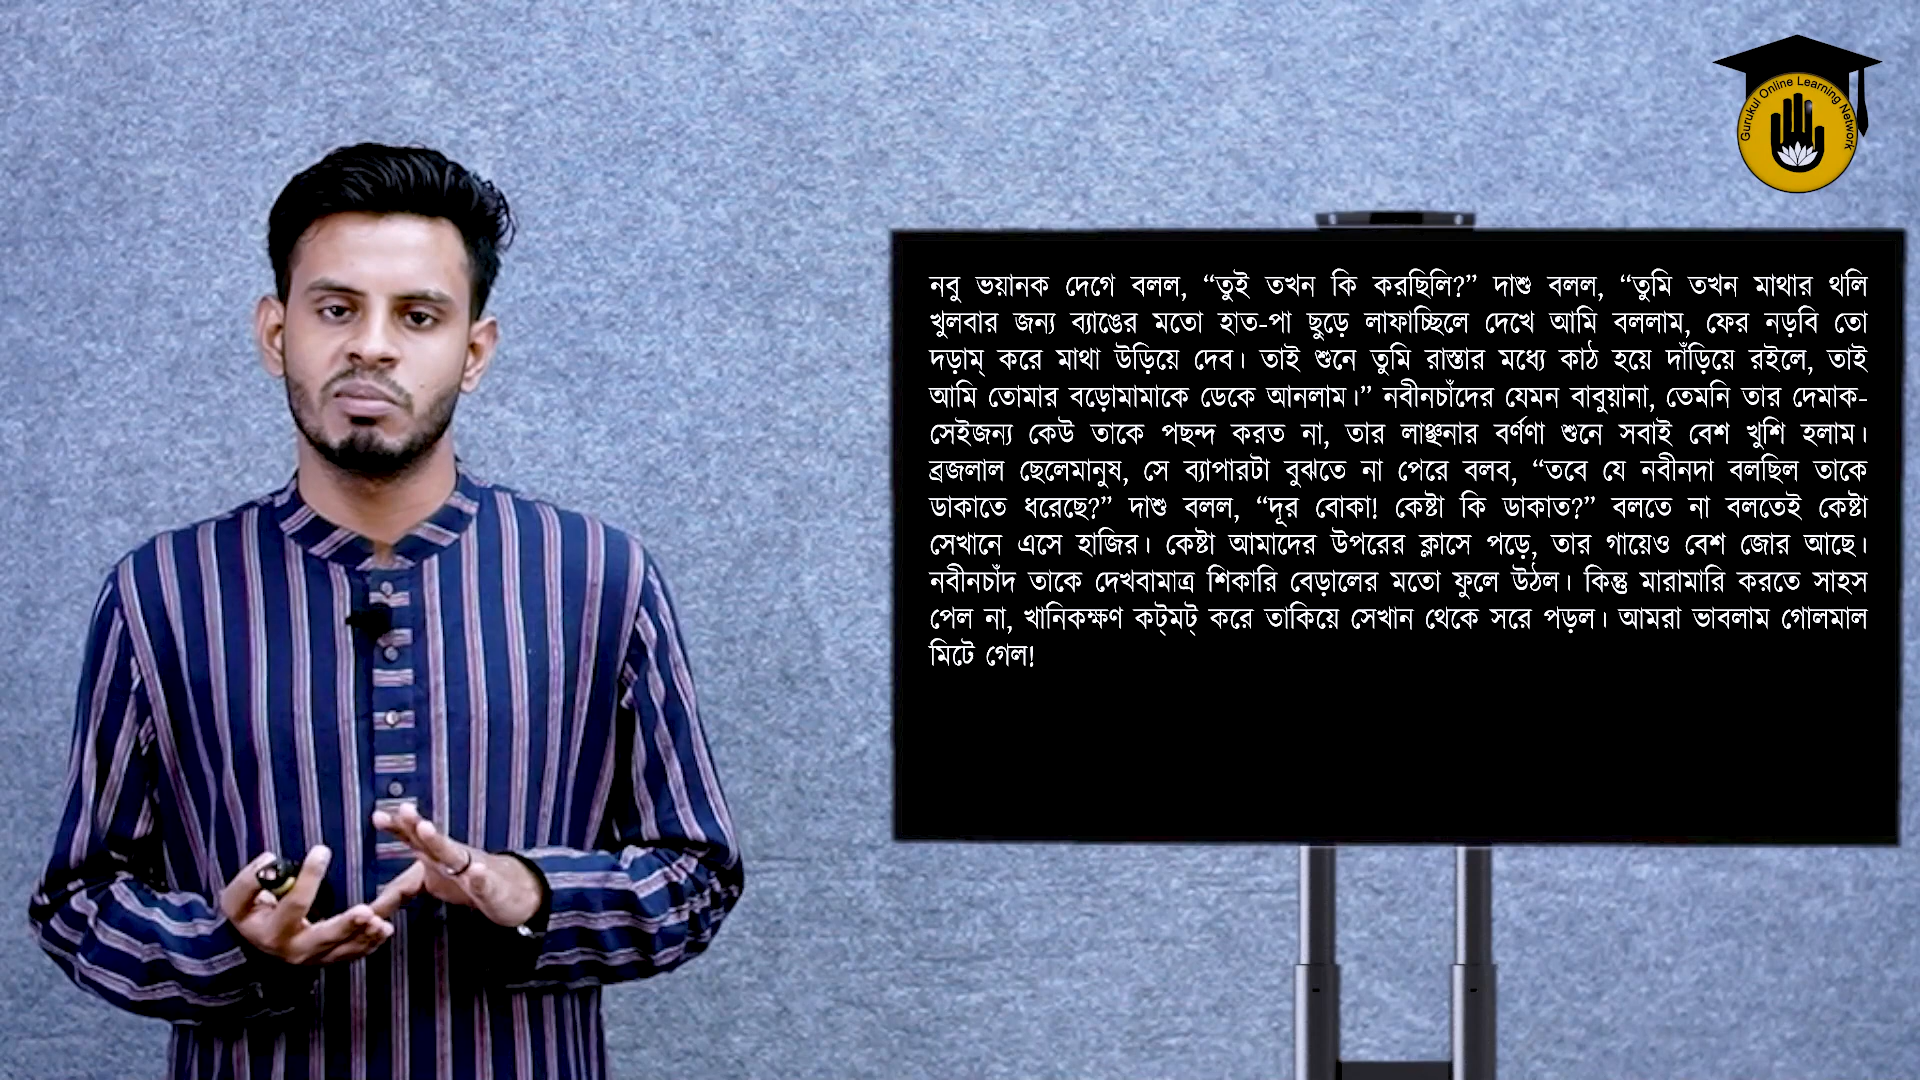 Gurukul Online Learning Network
নবু ভয়ানক দেগে বলল, “তুই তখন কি করছিলি?” দাশু বলল, “তুমি তখন মাথার থলি
খুলবার জন্য ব্যাঙের মতো হাত-পা ছুড়ে লাফাচ্ছিলে দেখে আমি বললাম, ফের নড়বি তো
দড়াম্ করে মাথা উড়িয়ে দেব। তাই শুনে তুমি রাস্তার মধ্যে কাঠ হয়ে দাঁড়িয়ে রইলে, তাই
আমি তোমার বড়োমামাকে ডেকে আনলাম।” নবীনচাঁদের যেমন বাবুয়ানা, তেমনি তার দেমাক-
সেইজন্য কেউ তাকে পছন্দ করত না, তার লাঞ্ছনার বর্ণণা শুনে সবাই বেশ খুশি হলাম।
ব্রজলাল ছেলেমানুষ, সে ব্যাপারটা বুঝতে না পেরে বলব, “তবে যে নবীনদা বলছিল তাকে
ডাকাতে ধরেছে?” দাশু বলল, “দূর বোকা! কেষ্টা কি ডাকাত?” বলতে না বলতেই কেষ্টা
সেখানে এসে হাজির। কেষ্টা আমাদের উপরের ক্লাসে পড়ে, তার গায়েও বেশ জোর আছে।
নবীনচাঁদ তাকে দেখবামাত্র শিকারি বেড়ালের মতো ফুলে উঠল। কিন্তু মারামারি করতে সাহস
পেল না, খানিকক্ষণ কট্‌মট্‌ করে তাকিয়ে সেখান থেকে সরে পড়ল। আমরা ভাবলাম গোলমাল
মিটে গেল!